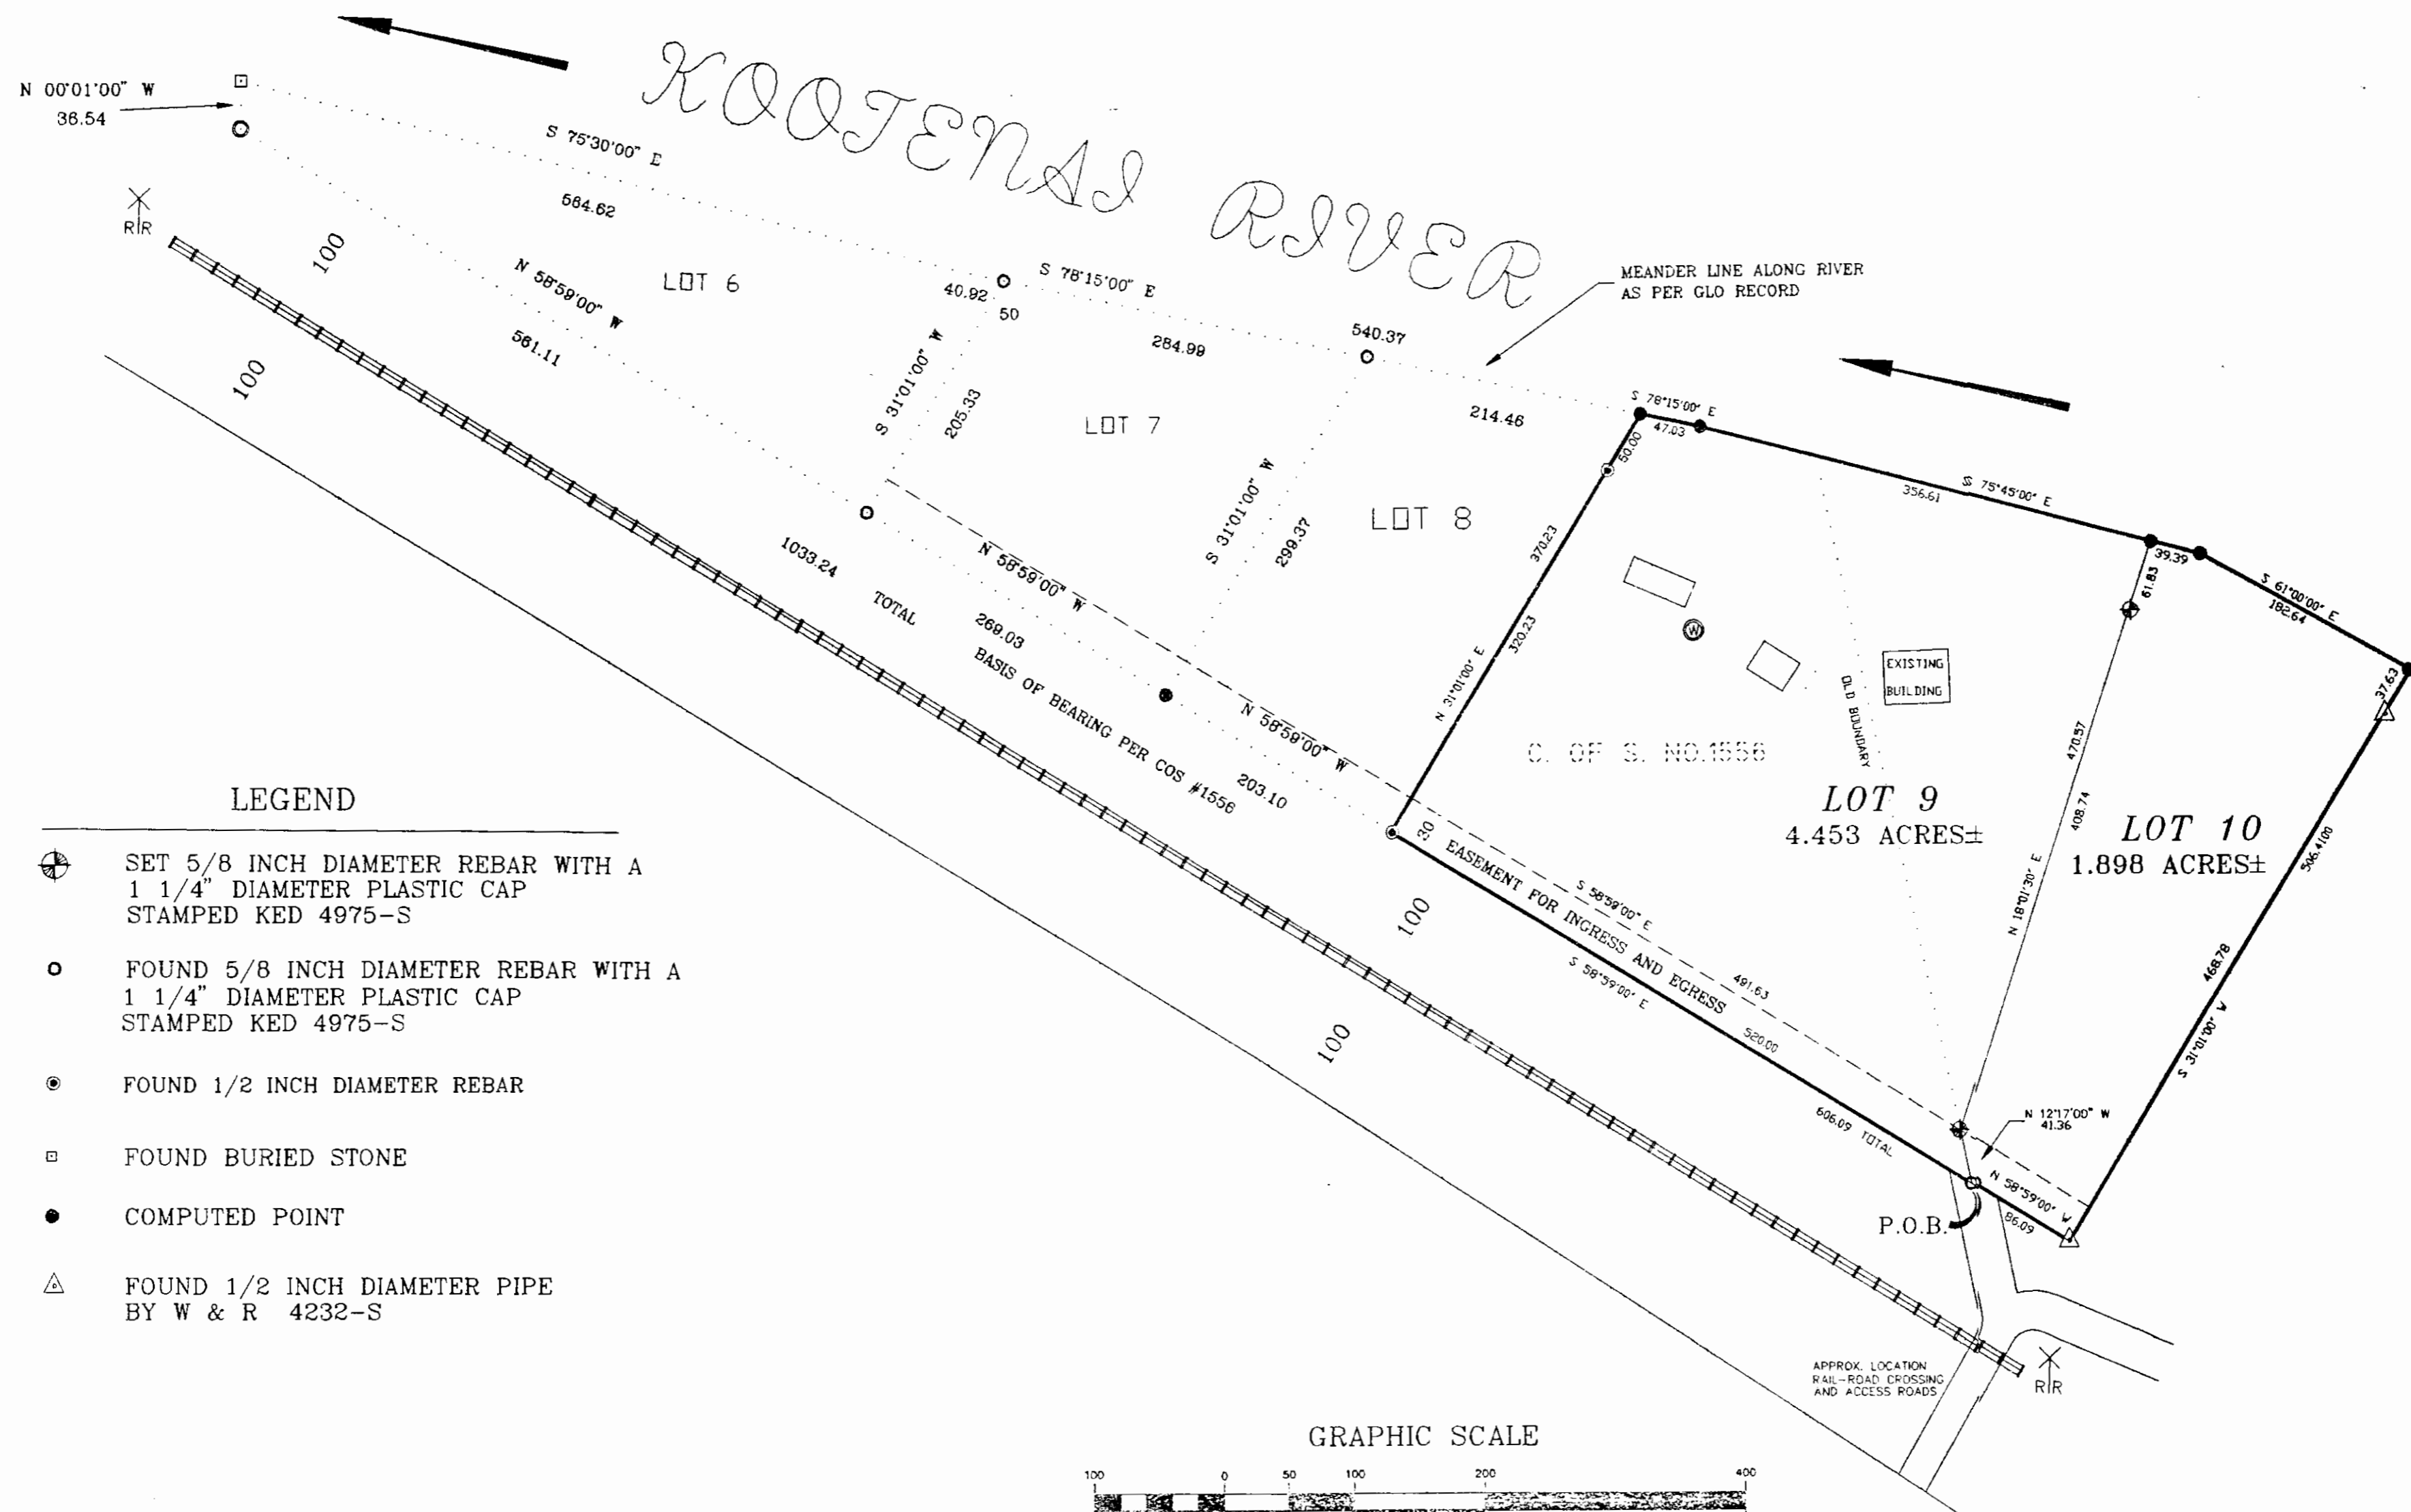 KOOTENAI RIVER
N 00°01'00" W
36.54
S 75°30'00" E
564.62
RR
100
100
N 58°59'00" W
561.11
LOT 6
40.92
50
S 78°15'00" E
284.99
540.37
MEANDER LINE ALONG RIVER
AS PER GLO RECORD
214.46
S 31°01'00" W
205.33
LOT 7
S 31°01'00" W
299.37
LOT 8
S 78°15'00" E
47.03
50.00
S 75°45'00" E
356.61
39.39
61.83
S 61°00'00" E
182.64
37.63
370.23
320.23
N 31°01'00" E
W
EXISTING
BUILDING
OLD BOUNDARY
C. OF S. NO.1556
LOT 9
4.453 ACRES±
470.57
408.74
N 18°01'30" E
LOT 10
1.898 ACRES±
506.4100
468.78
S 31°01'00" W
1033.24
TOTAL
N 58°59'00" W
269.03
BASIS OF BEARING PER COS #1556
N 58°59'00" W
203.10
30
EASEMENT FOR INGRESS AND EGRESS
S 58°59'00" E
491.63
S 58°59'00" E
520.00
606.09 TOTAL
100
100
N 12°17'00" W
41.36
N 58°59'00" W
86.09
P.O.B.
APPROX. LOCATION
RAIL-ROAD CROSSING
AND ACCESS ROADS
RR
LEGEND
SET 5/8 INCH DIAMETER REBAR WITH A
1 1/4" DIAMETER PLASTIC CAP
STAMPED KED 4975-S
FOUND 5/8 INCH DIAMETER REBAR WITH A
1 1/4" DIAMETER PLASTIC CAP
STAMPED KED 4975-S
FOUND 1/2 INCH DIAMETER REBAR
FOUND BURIED STONE
COMPUTED POINT
FOUND 1/2 INCH DIAMETER PIPE
BY W & R 4232-S
GRAPHIC SCALE
100 0 50 100 200 400